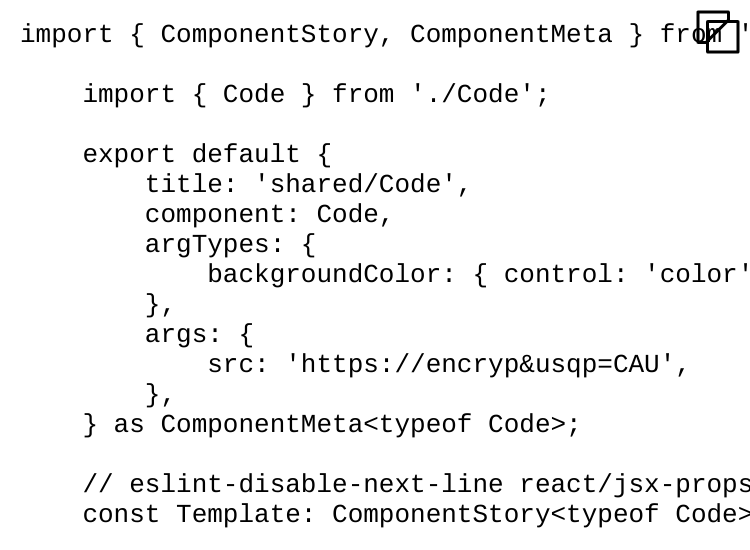 import { ComponentStory, ComponentMeta } from '
import { Code } from './Code';
export default {
title: 'shared/Code',
component: Code,
argTypes: {
backgroundColor: { control: 'color'
},
args: {
src: 'https://encryp&usqp=CAU',
},
} as ComponentMeta<typeof Code>;
// eslint-disable-next-line react/jsx-props
const Template: ComponentStory<typeof Code>